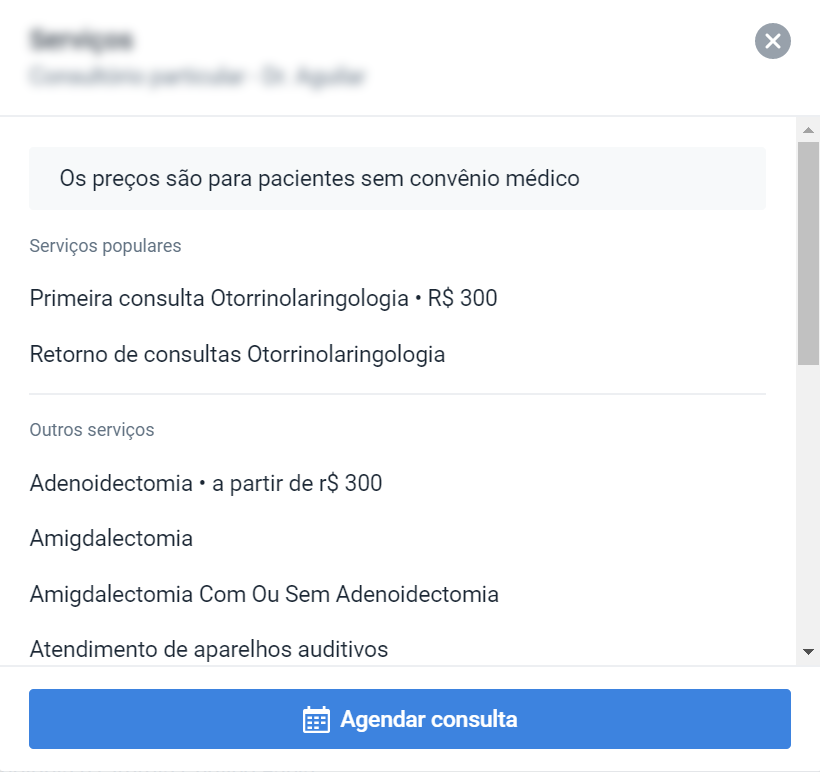 Serviços
Consultório particular - Dr. Aguilar
Os preços são para pacientes sem convênio médico
Serviços populares
Primeira consulta Otorrinolaringologia • R$ 300
Retorno de consultas Otorrinolaringologia
Outros serviços
Adenoidectomia • a partir de r$ 300
Amigdalectomia
Amigdalectomia Com Ou Sem Adenoidectomia
Atendimento de aparelhos auditivos
Agendar consulta